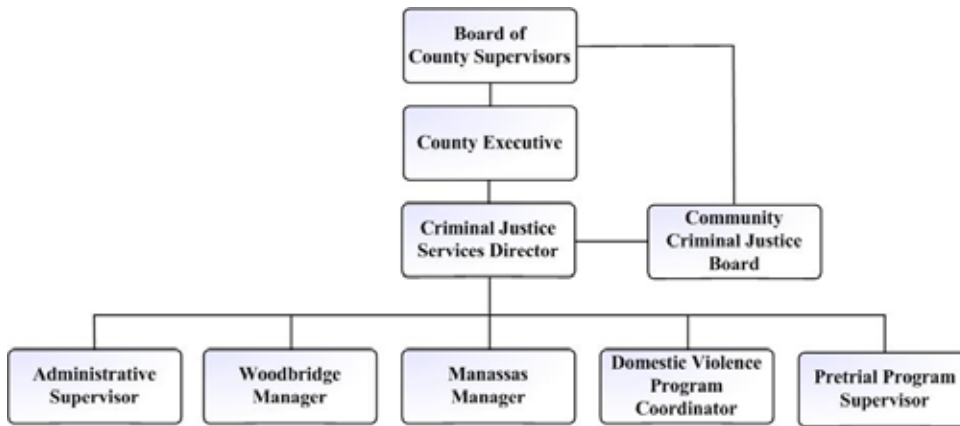 Board of
County Supervisors
County Executive
Criminal Justice
Services Director
Community
Criminal Justice
Board
Administrative
Supervisor
Woodbridge
Manager
Manassas
Manager
Domestic Violence
Program
Coordinator
Pretrial Program
Supervisor